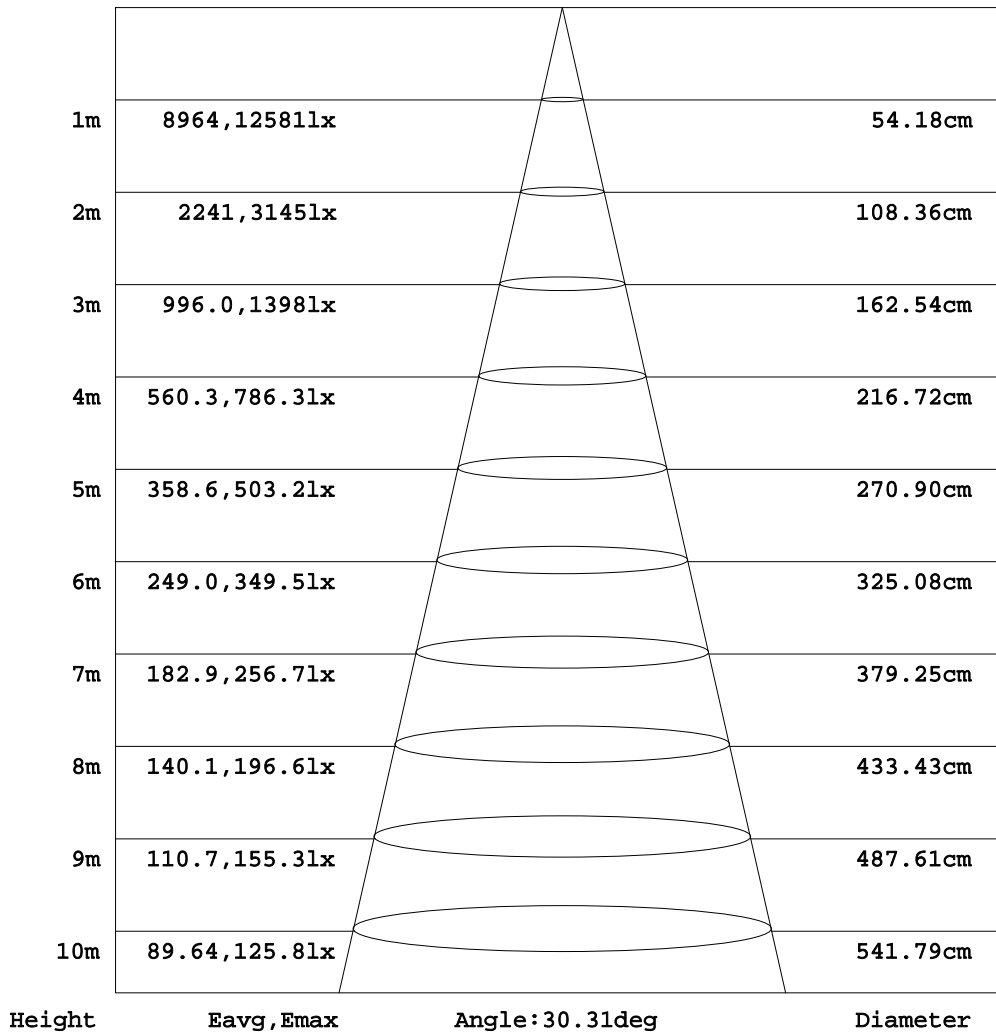 1m 8964,12581lx 54.18cm
2m 2241,3145lx 108.36cm
3m 996.0,1398lx 162.54cm
4m 560.3,786.3lx 216.72cm
5m 358.6,503.2lx 270.90cm
6m 249.0,349.5lx 325.08cm
7m 182.9,256.7lx 379.25cm
8m 140.1,196.6lx 433.43cm
9m 110.7,155.3lx 487.61cm
10m 89.64,125.8lx 541.79cm
Height Eavg,Emax Angle:30.31deg Diameter